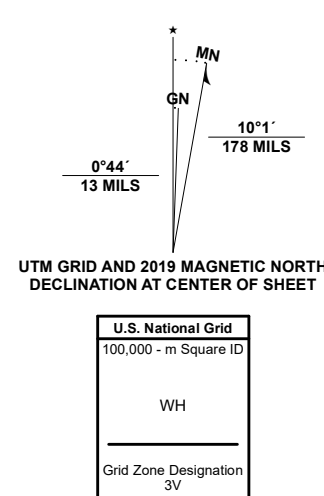 ★
MN
GN
10°1´
178 MILS
0°44´
13 MILS
UTM GRID AND 2019 MAGNETIC NORTH
DECLINATION AT CENTER OF SHEET
U.S. National Grid
100,000 - m Square ID
WH
Grid Zone Designation
3V